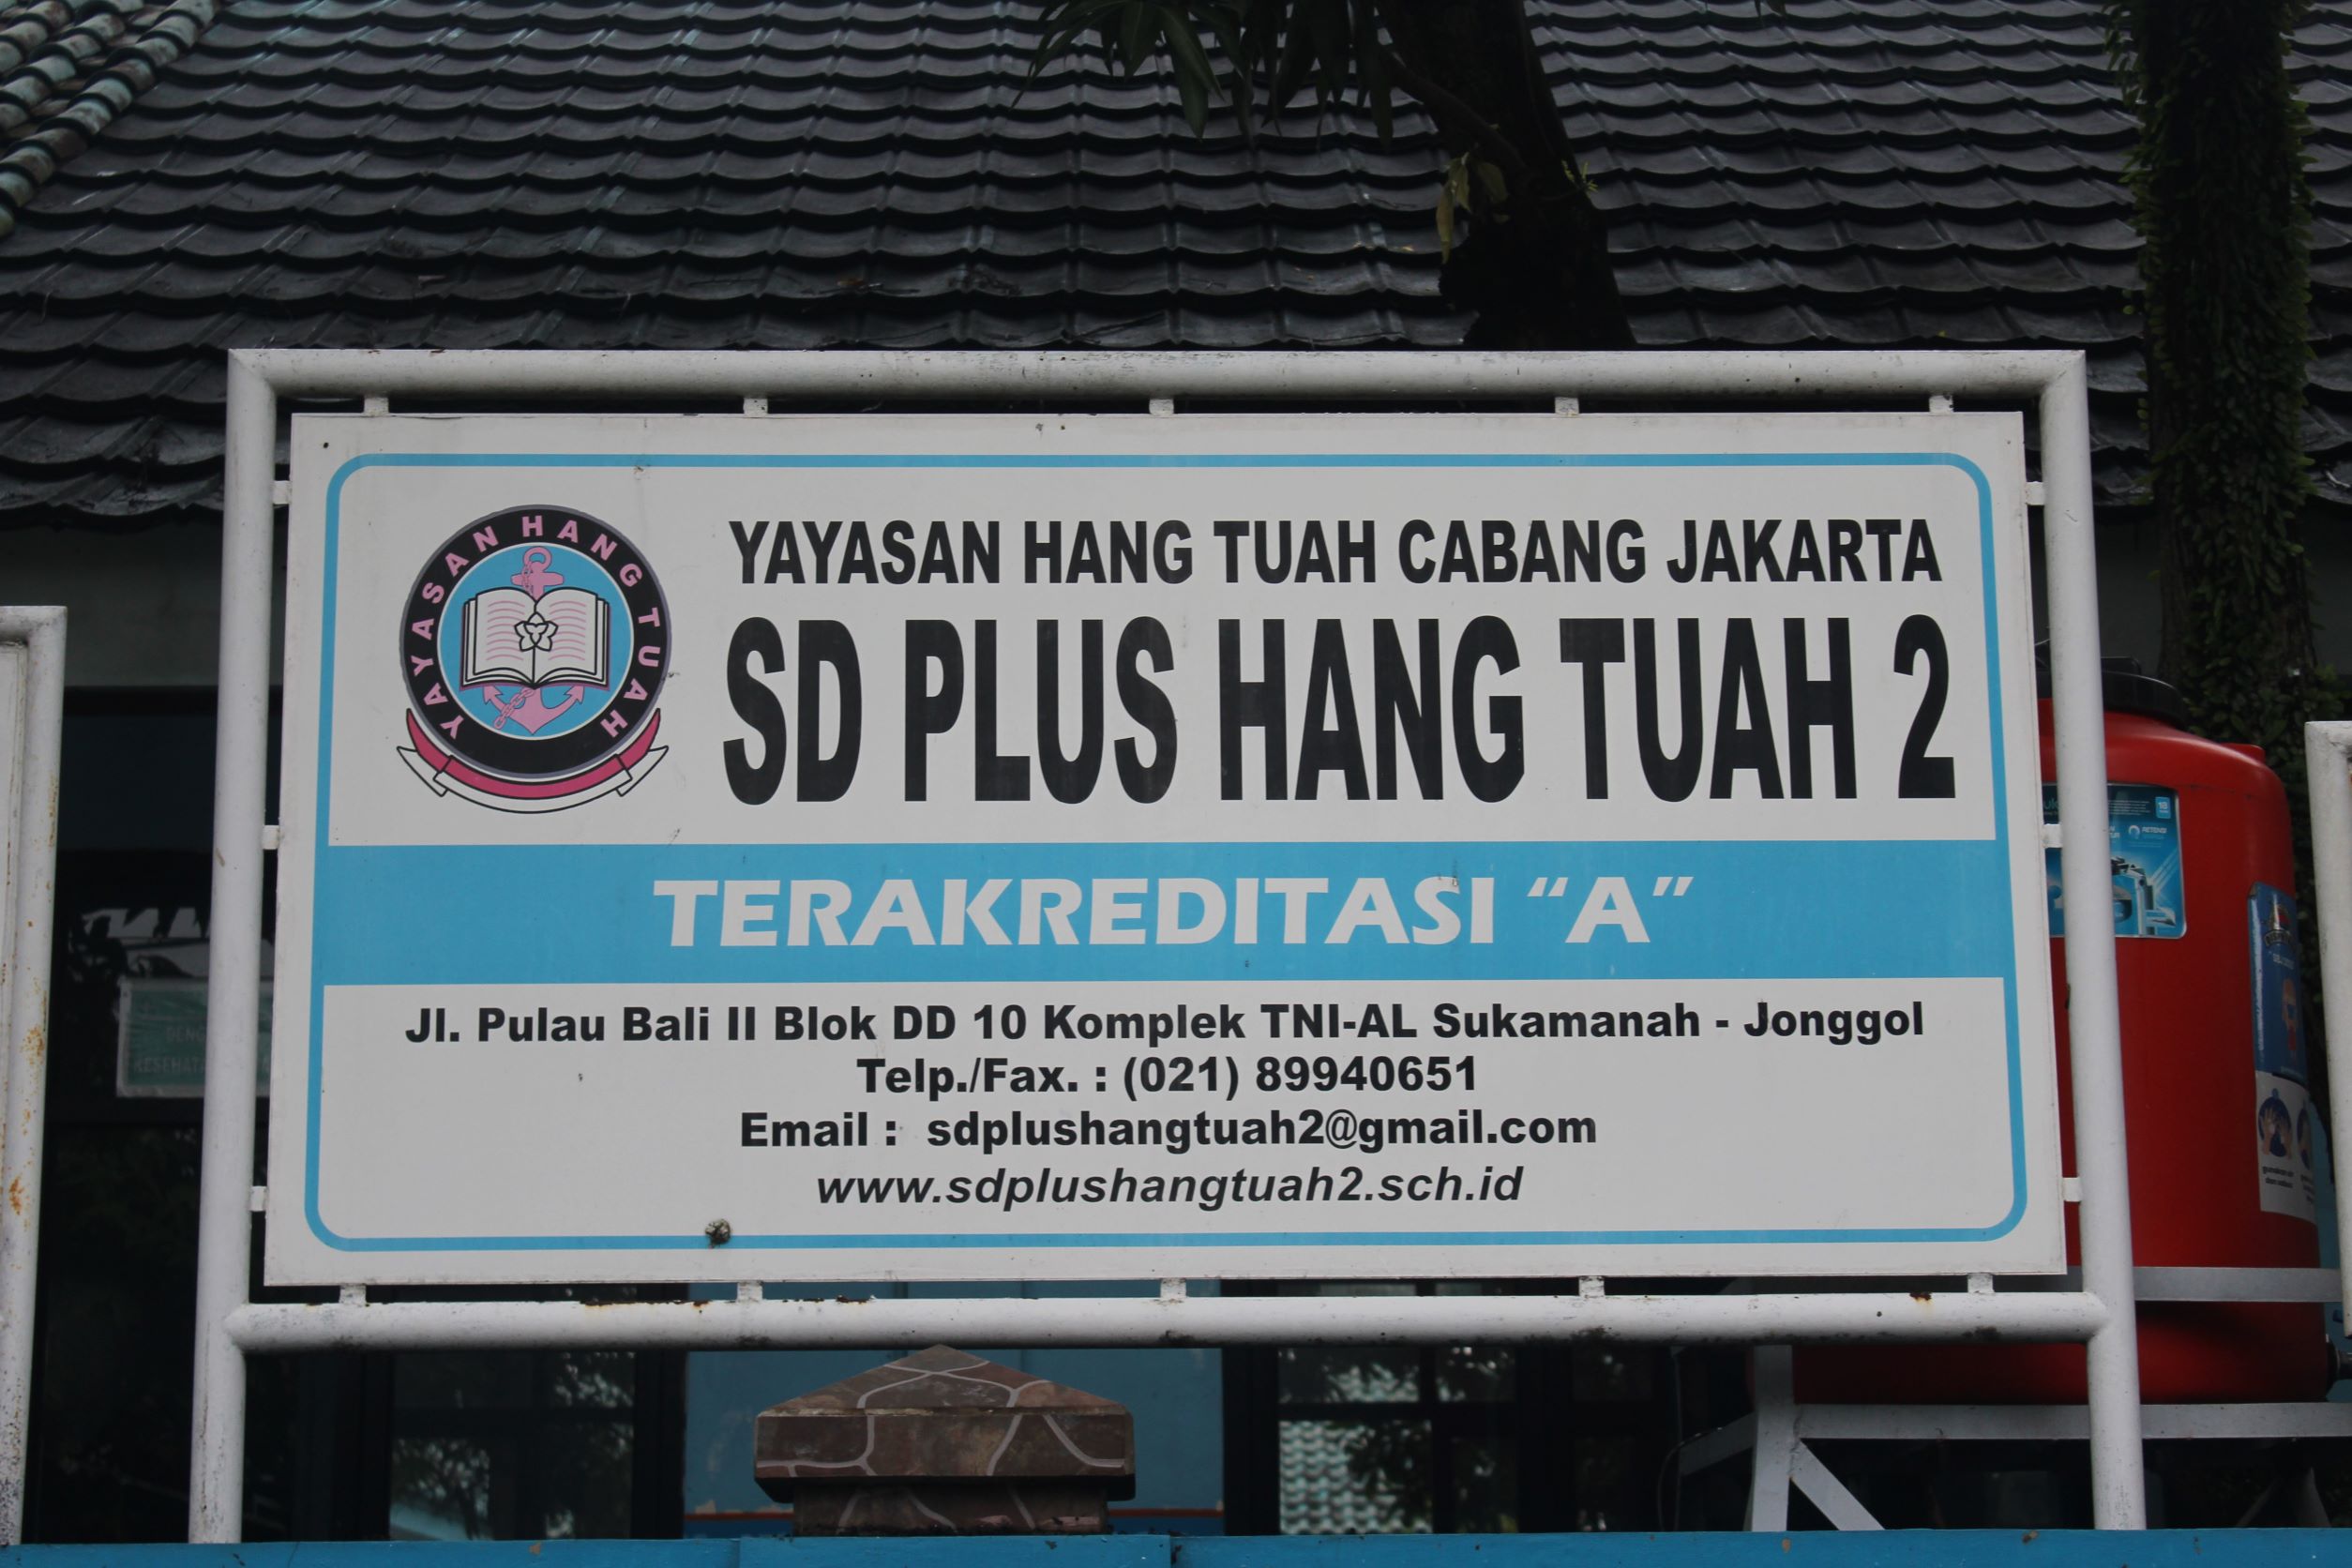 YAYASAN HANG TUAH
YAYASAN HANG TUAH CABANG JAKARTA
SD PLUS HANG TUAH 2
TERAKREDITASI “A”
Jl. Pulau Bali II Blok DD 10 Komplek TNI-AL Sukamanah - Jonggol
Telp./Fax. : (021) 89940651
Email : sdplushangtuah2@gmail.com
www.sdplushangtuah2.sch.id